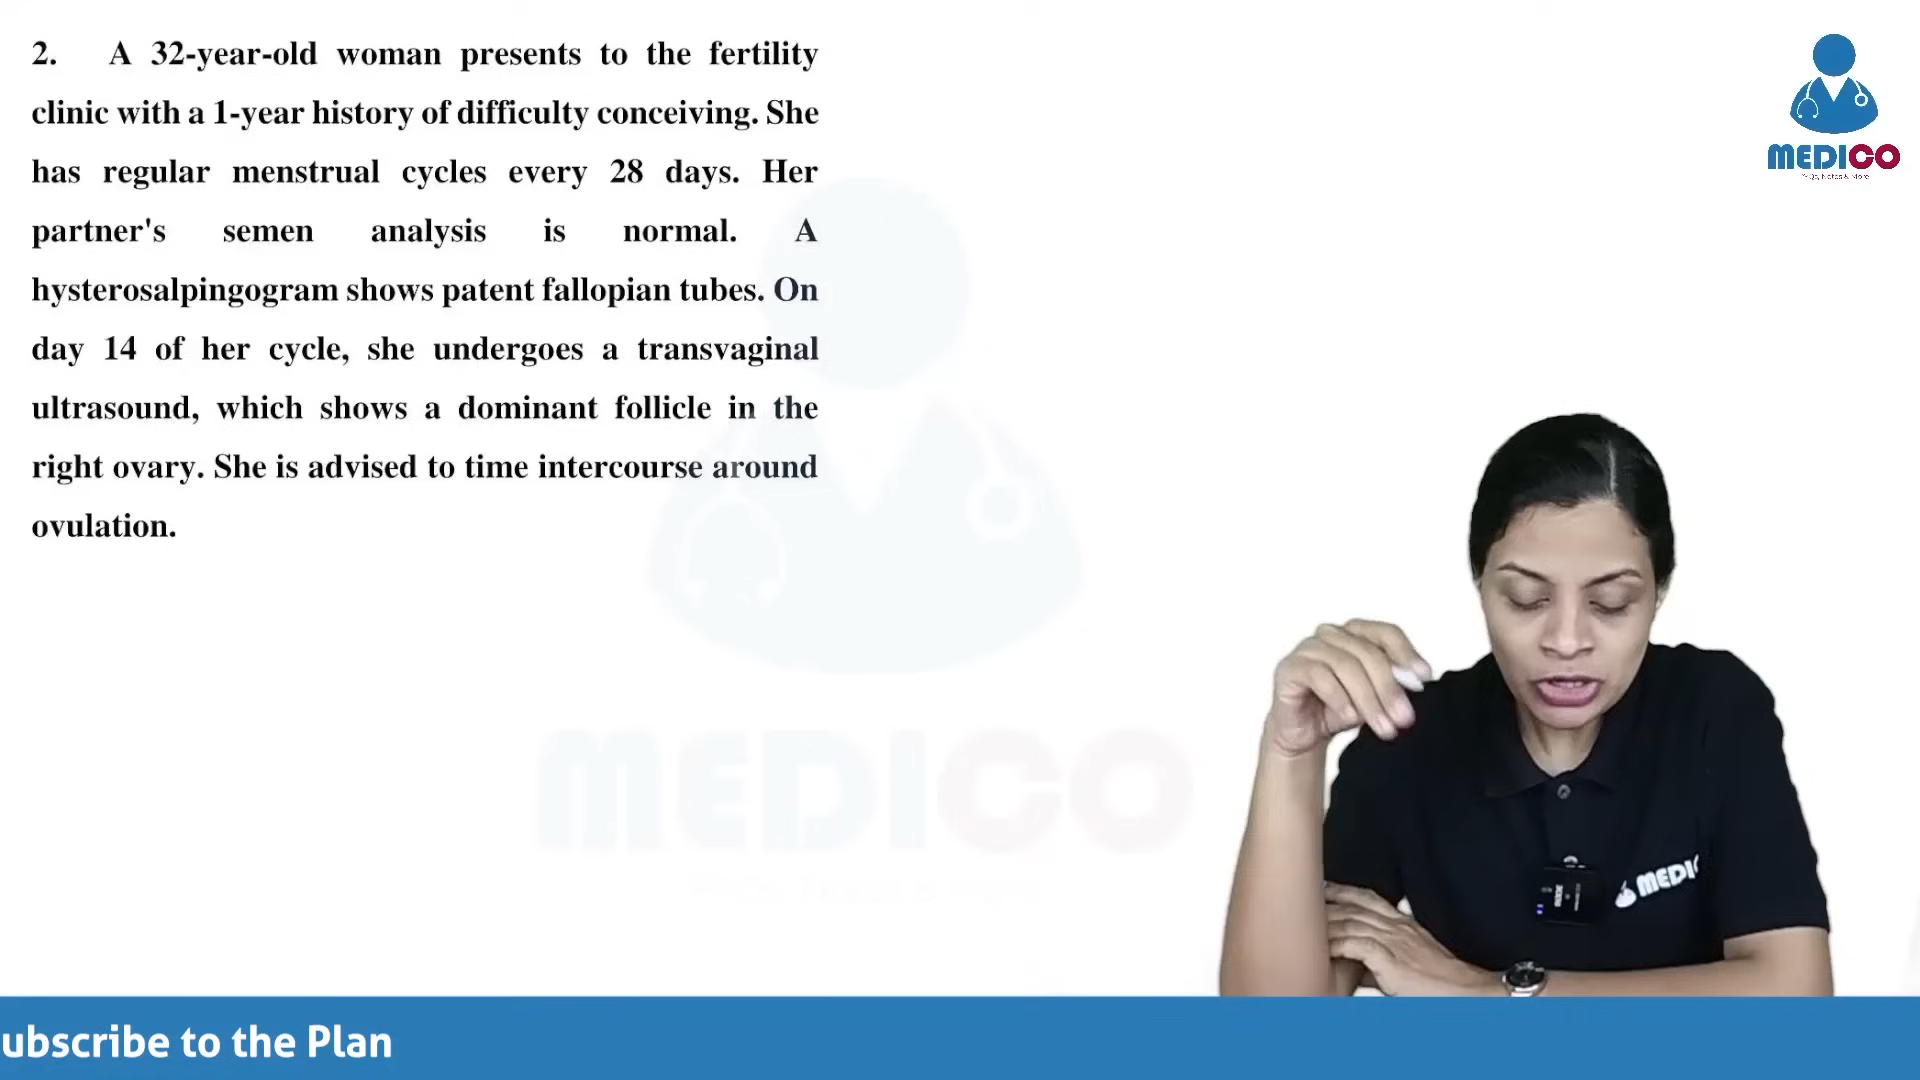 2. A 32-year-old woman presents to the fertility
clinic with a 1-year history of difficulty conceiving. She
has regular menstrual cycles every 28 days. Her
partner's semen analysis is normal. A
hysterosalpingogram shows patent fallopian tubes. On
day 14 of her cycle, she undergoes a transvaginal
ultrasound, which shows a dominant follicle in the
right ovary. She is advised to time intercourse around
ovulation.
MEDICO
MEDICO
MEDIC
ubscribe to the Plan